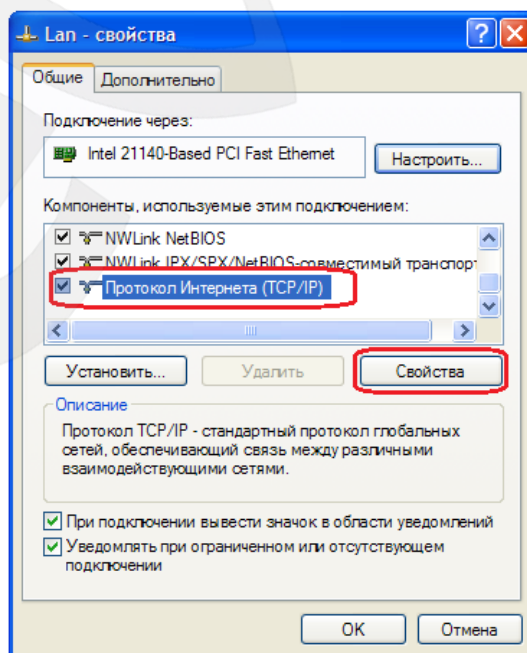 Lan - свойства
Общие
Дополнительно
Подключение через:
Intel 21140-Based PCI Fast Ethernet
Настроить...
Компоненты, используемые этим подключением:
NWLink NetBIOS
NWLink IPX/SPX/NetBIOS-совместимый транспорт
Протокол Интернета (TCP/IP)
Установить...
Удалить
Свойства
Описание
Протокол TCP/IP - стандартный протокол глобальных
сетей, обеспечивающий связь между различными
взаимодействующими сетями.
При подключении вывести значок в области уведомлений
Уведомлять при ограниченном или отсутствующем
подключении
OK
Отмена